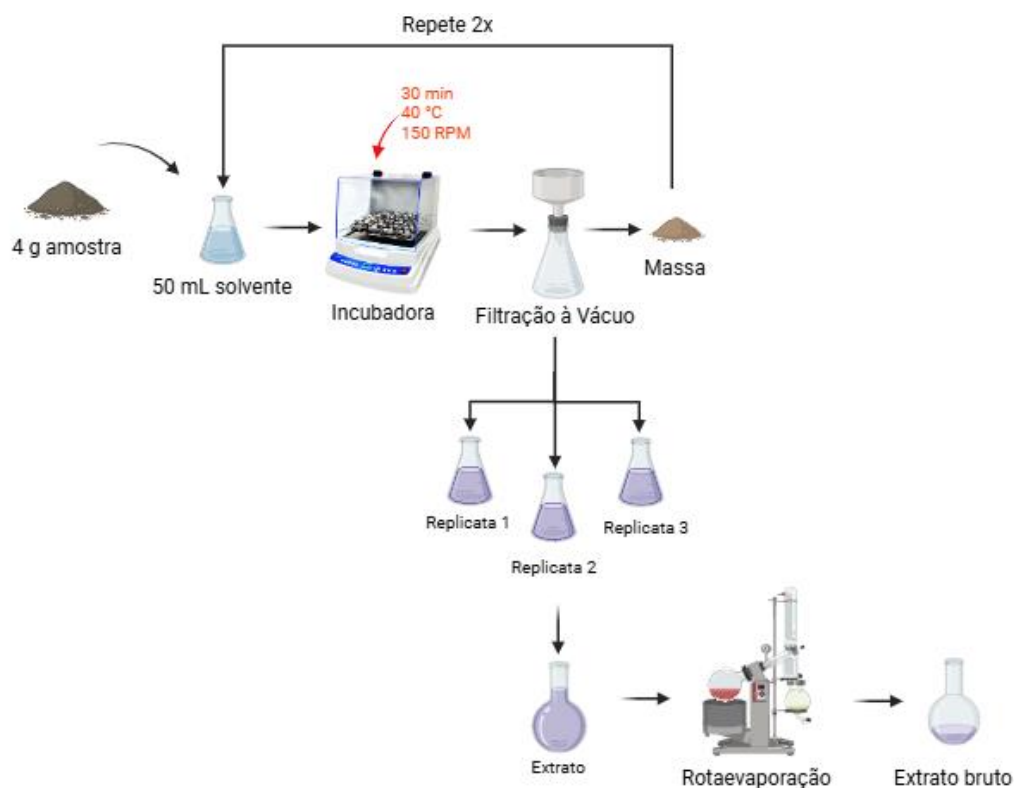 Repete 2x
30 min
40 °C
150 RPM
4 g amostra
50 mL solvente
Incubadora
Filtração à Vácuo
Massa
Replicata 1
Replicata 2
Replicata 3
Extrato
Rotaevaporação
Extrato bruto